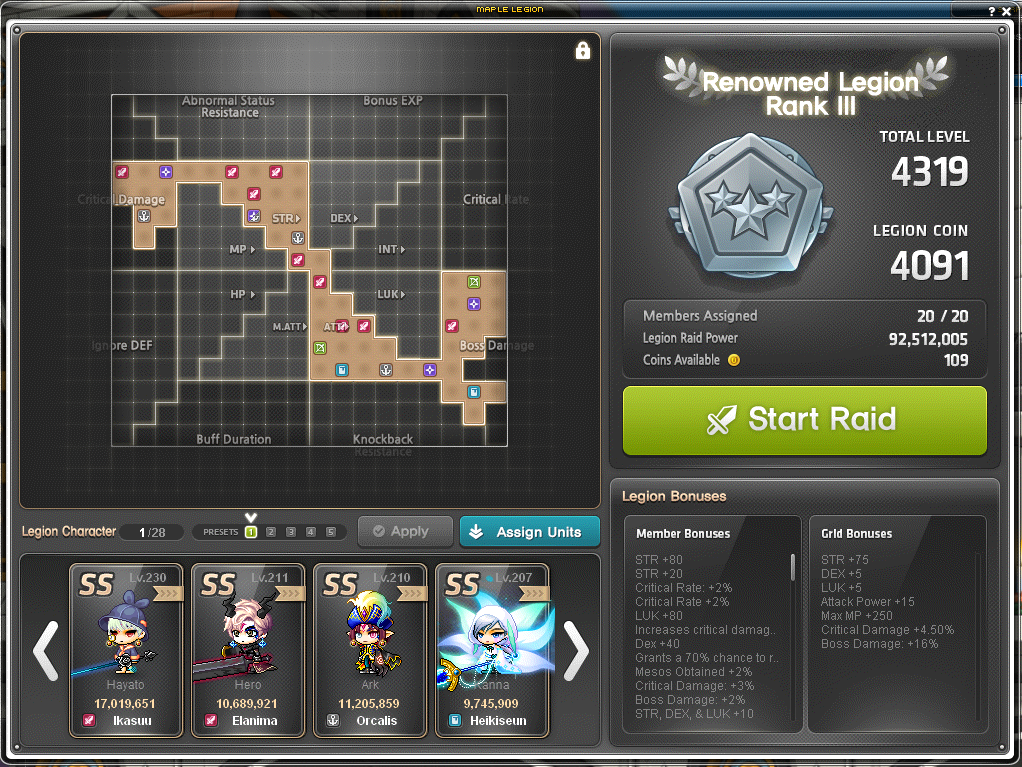 MAPLE LEGION
? X
Abnormal Status
Resistance
Bonus EXP
Critical Damage
Critical Rate
STR
DEX
MP
INT
HP
LUK
M.ATT
ATT
Ignore DEF
Boss Damage
Buff Duration
Knockback
Resistance
Renowned Legion
Rank III
TOTAL LEVEL
4319
LEGION COIN
4091
Members Assigned 20 / 20
Legion Raid Power 92,512,005
Coins Available 109
Start Raid
Legion Character 1/28
PRESETS 1 2 3 4 5
Apply
Assign Units
SS Lv.230
Hayato
17,019,651
Ikasuu
SS Lv.211
Hero
10,689,921
Elanima
SS Lv.210
Ark
11,205,859
Orcalis
SS Lv.207
Kanna
9,745,909
Heikiseun
Legion Bonuses
Member Bonuses
STR +80
STR +20
Critical Rate: +2%
Critical Rate +2%
LUK +80
Increases critical damag..
Dex +40
Grants a 70% chance to r..
Mesos Obtained +2%
Critical Damage: +3%
Boss Damage: +2%
STR, DEX, & LUK +10
Grid Bonuses
STR +75
DEX +5
LUK +5
Attack Power +15
Max MP +250
Critical Damage +4.50%
Boss Damage: +16%